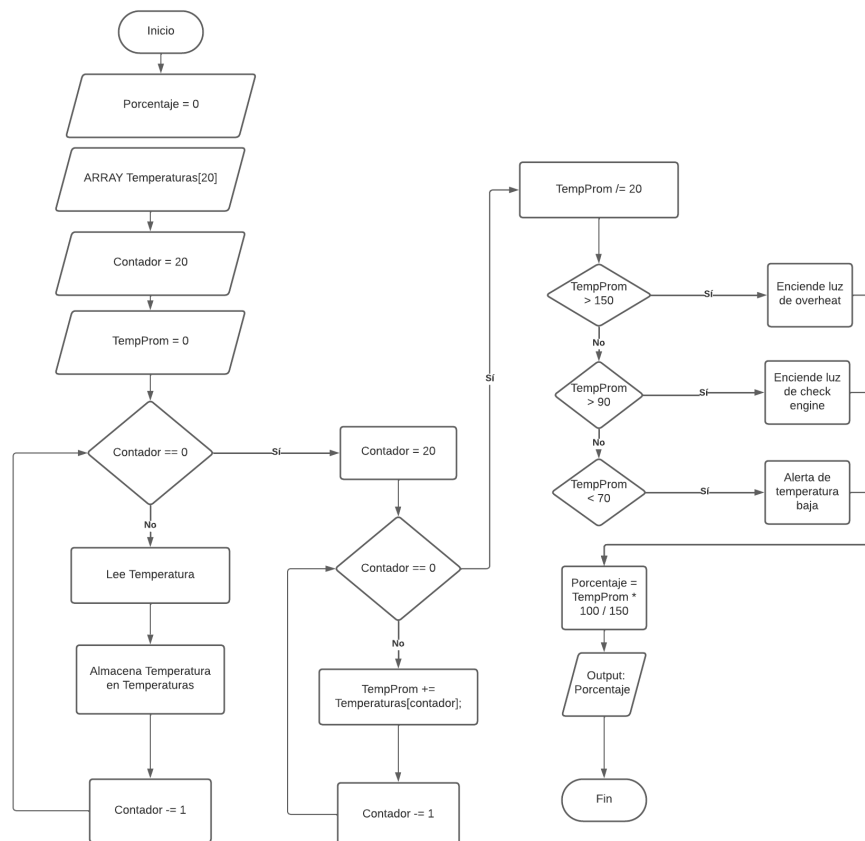 Inicio
Porcentaje = 0
ARRAY Temperaturas[20]
Contador = 20
TempProm = 0
Contador == 0
Sí
No
Lee Temperatura
Almacena Temperatura
en Temperaturas
Contador -= 1
Contador = 20
Contador == 0
Sí
No
TempProm +=
Temperaturas[contador];
Contador -= 1
TempProm /= 20
TempProm
> 150
Sí
Enciende luz
de overheat
No
TempProm
> 90
Sí
Enciende luz
de check
engine
No
TempProm
< 70
Sí
Alerta de
temperatura
baja
Porcentaje =
TempProm *
100 / 150
Output:
Porcentaje
Fin